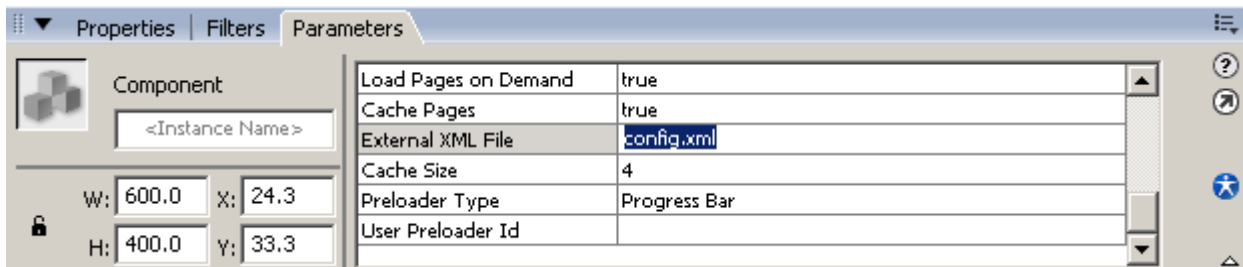 Properties | Filters | Parameters
Component
<Instance Name>
W: 600.0 X: 24.3
H: 400.0 Y: 33.3
Load Pages on Demand true
Cache Pages true
External XML File config.xml
Cache Size 4
Preloader Type Progress Bar
User Preloader Id